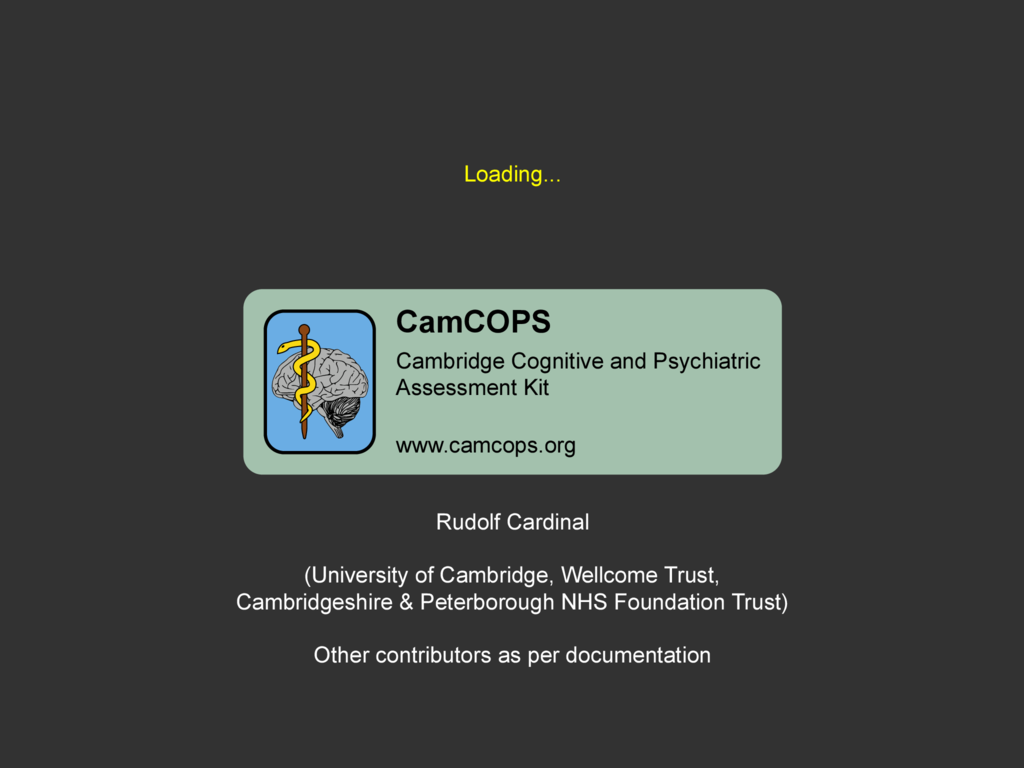 Loading...
CamCOPS
Cambridge Cognitive and Psychiatric
Assessment Kit
www.camcops.org
Rudolf Cardinal
(University of Cambridge, Wellcome Trust,
Cambridgeshire & Peterborough NHS Foundation Trust)
Other contributors as per documentation